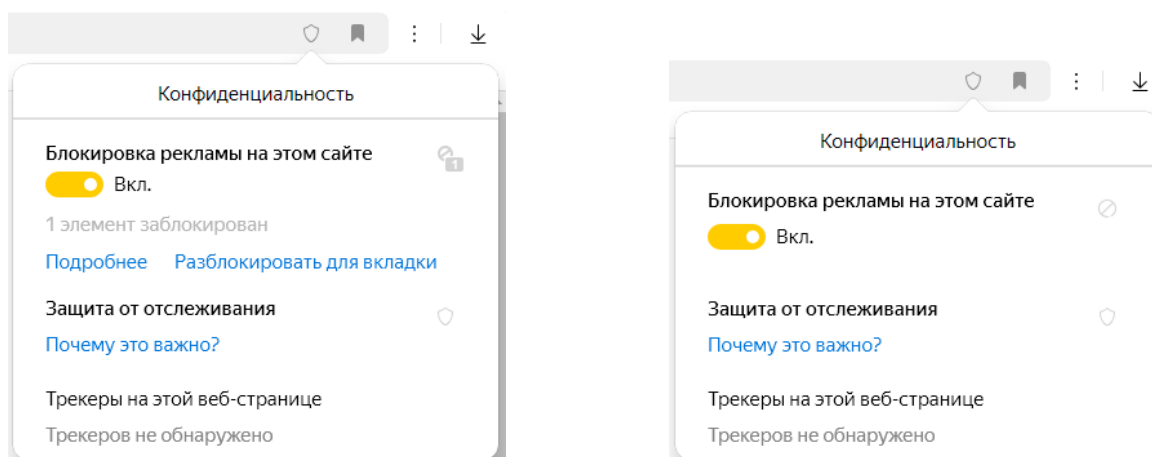 Конфиденциальность
Блокировка рекламы на этом сайте
1
Вкл.
1 элемент заблокирован
Подробнее Разблокировать для вкладки
Защита от отслеживания
Почему это важно?
Трекеры на этой веб-странице
Трекеров не обнаружено
Конфиденциальность
Блокировка рекламы на этом сайте
Вкл.
Защита от отслеживания
Почему это важно?
Трекеры на этой веб-странице
Трекеров не обнаружено